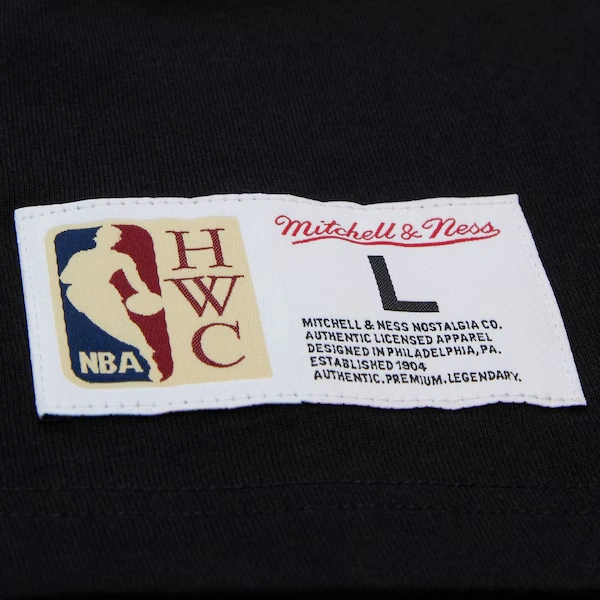 NBA
H
W
C
Mitchell & Ness
L
MITCHELL & NESS NOSTALGIA CO.
AUTHENTIC LICENSED APPAREL
DESIGNED IN PHILADELPHIA, PA.
ESTABLISHED 1904
AUTHENTIC.PREMIUM.LEGENDARY.